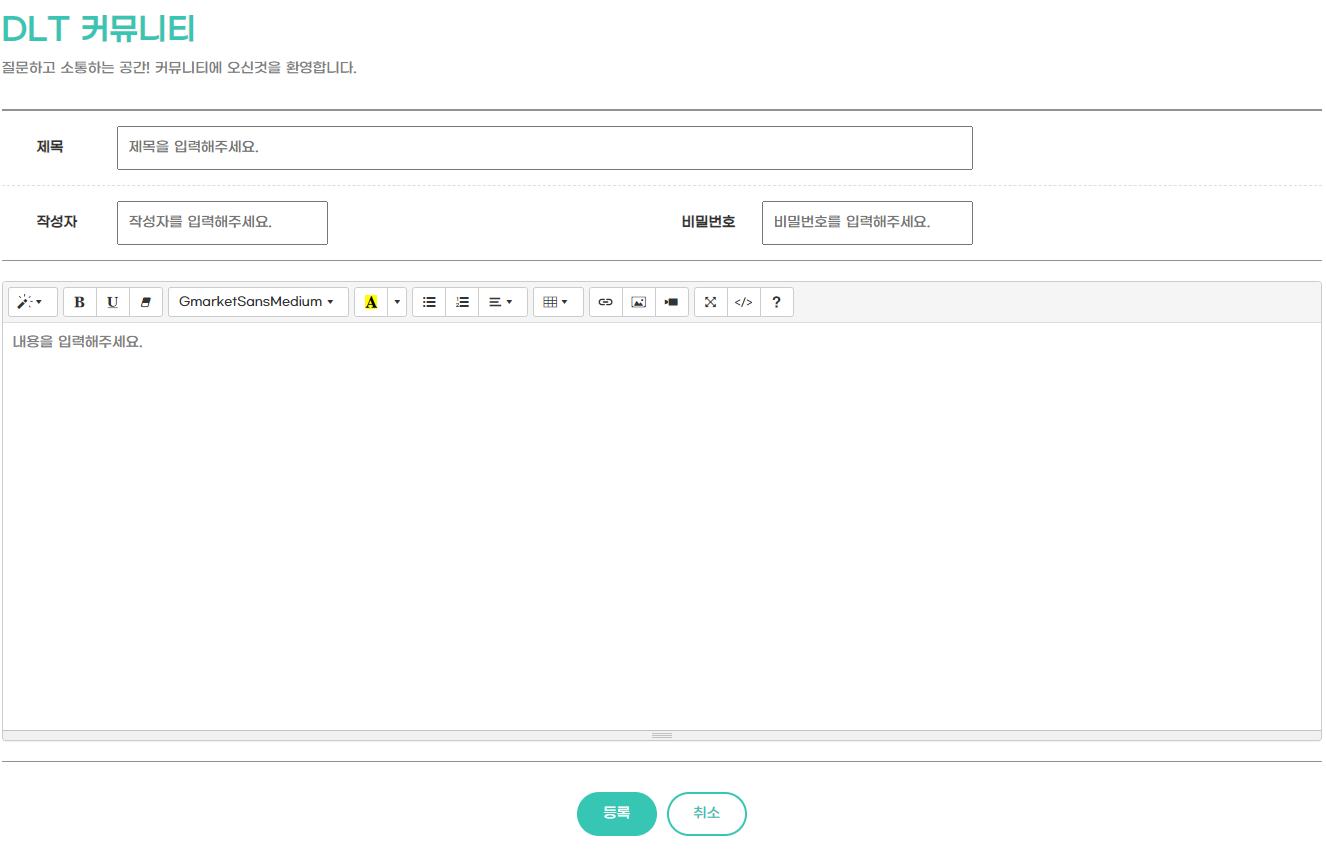 DLT 커뮤니티
질문하고 소통하는 공간! 커뮤니티에 오신것을 환영합니다.
제목 제목을 입력해주세요.
작성자 작성자를 입력해주세요. 비밀번호 비밀번호를 입력해주세요.
B U GmarketSansMedium A </> ?
내용을 입력해주세요.
등록 취소